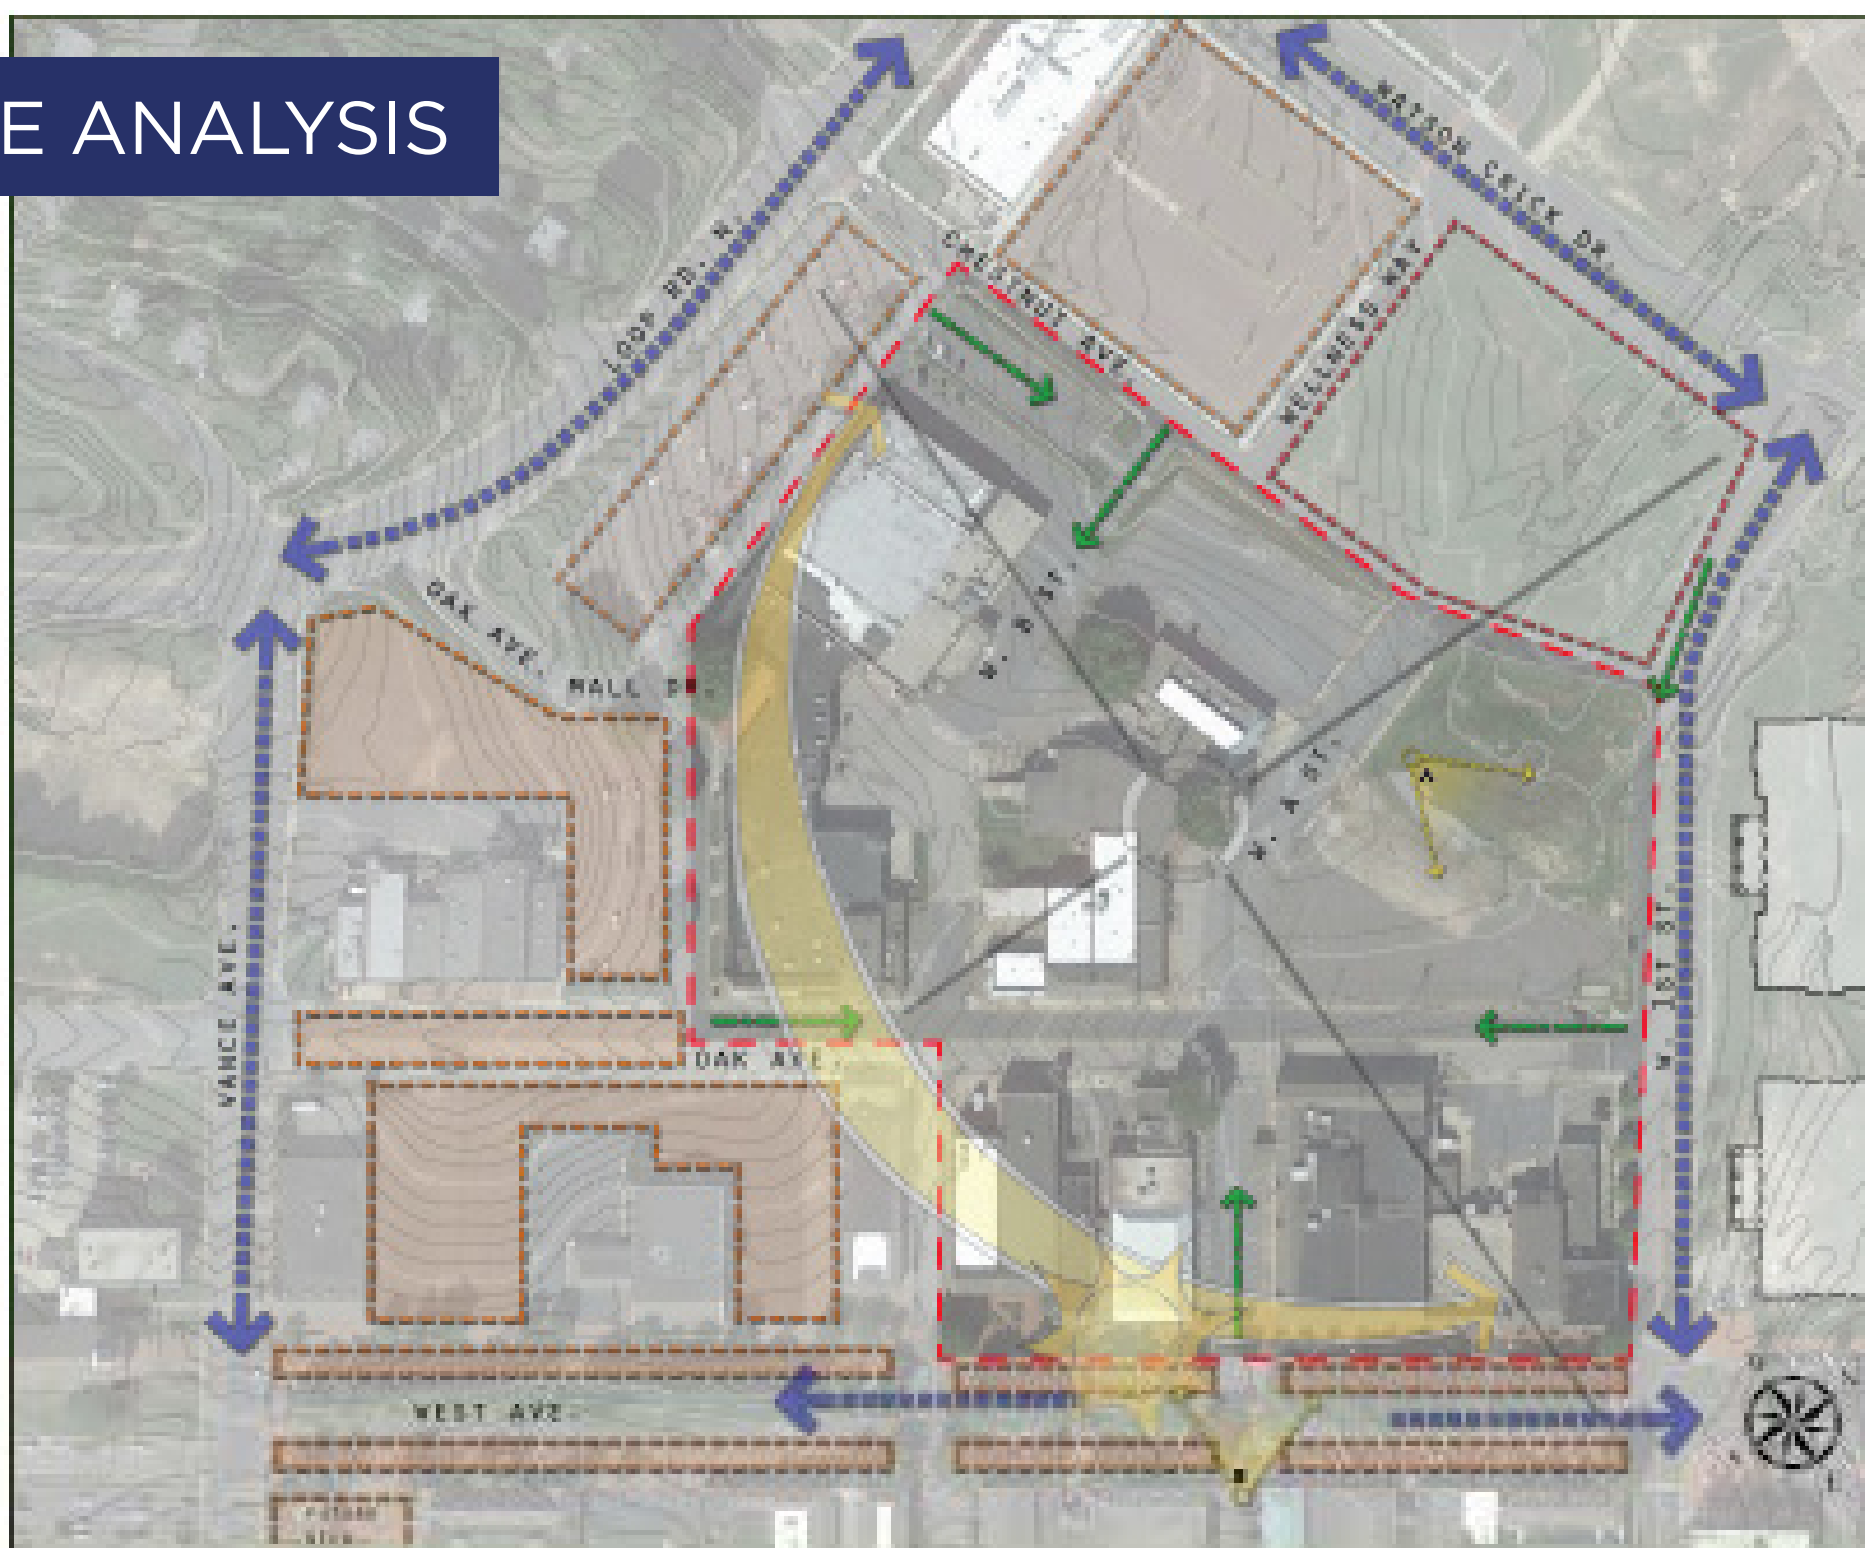 E ANALYSIS
WATSON CRICK DR.
LOOP RD. N.
CHESTNUT AVE.
WELLNESS WAY
OAK AVE.
MALL DR.
W. B ST.
W. A ST.
A
VANCE AVE.
W. 1ST ST.
OAK AVE.
WEST AVE.
B